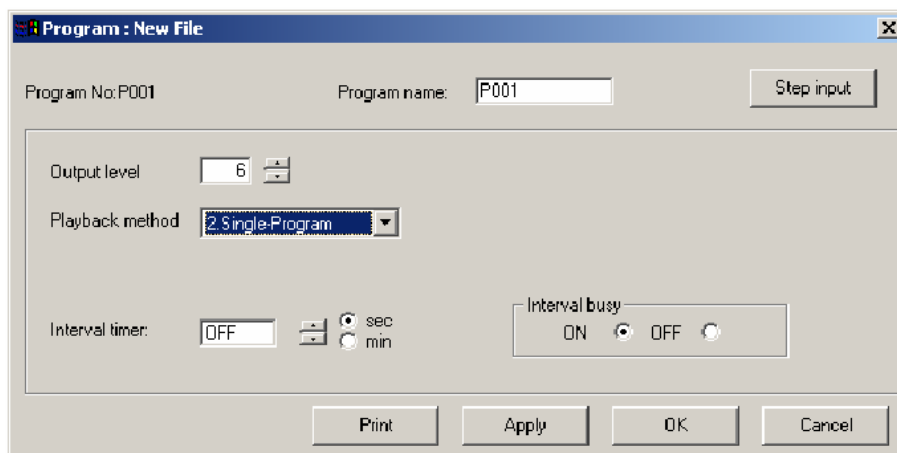 Program : New File
Program No:P001 Program name: P001 Step input
Output level 6
Playback method 2.Single-Program
Interval busy
Interval timer: OFF sec min ON OFF
Print Apply OK Cancel